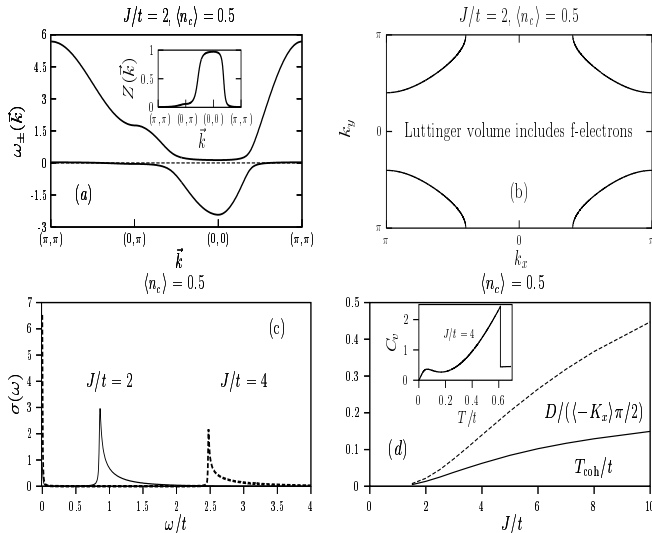 J/t = 2, ⟨n_c⟩ = 0.5
6
4.5
3
1.5
0
-1.5
-3
ω±(k⃗)
(a)
(π,π)
(0,π)
(0,0)
(π,π)
k⃗
1
0.5
0
Z(k⃗)
(π,π)
(0,π)
(0,0)
(π,π)
k⃗
J/t = 2, ⟨n_c⟩ = 0.5
π
0
π
k_y
Luttinger volume includes f-electrons
(b)
π
0
π
k_x
⟨n_c⟩ = 0.5
7
6
5
4
3
2
1
0
σ(ω)
(c)
J/t = 2
J/t = 4
0
0.5
1
1.5
2
2.5
3
3.5
4
ω/t
⟨n_c⟩ = 0.5
0.5
0.4
0.3
0.2
0.1
0
2
1
0
C_v
J/t = 4
0
0.2
0.4
0.6
T/t
D/(⟨-K_x⟩π/2)
(d)
T_coh/t
0
2
4
6
8
10
J/t